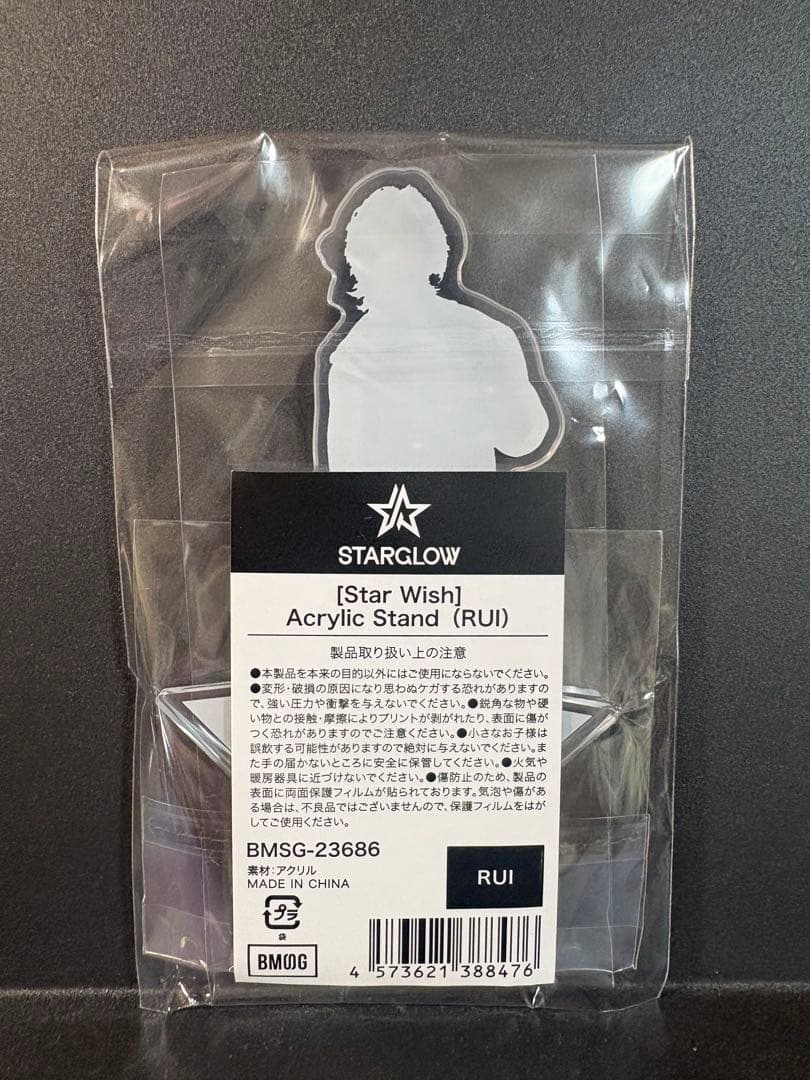 STARGLOW
[Star Wish]
Acrylic Stand（RUI）
製品取り扱い上の注意
●本製品を本来の目的以外にはご使用にならないでください。
●変形・破損の原因になり思わぬケガする恐れがありますの
で、強い圧力や衝撃を与えないでください。●鋭角な物や硬
い物との接触・摩擦によりプリントが剥がれたり、表面に傷が
つく恐れがありますのでご注意ください。●小さなお子様は
誤飲する可能性がありますので絶対に与えないでください。ま
た手の届かないところに安全に保管してください。●火気や
暖房器具に近づけないでください。●傷防止のため、製品の
表面に両面保護フィルムが貼られております。気泡や傷があ
る場合は、不良品ではございませんので、保護フィルムをはが
してご使用ください。
BMSG-23686
素材：アクリル
MADE IN CHINA
RUI
プラ
袋
BMSG
4 573621 388476